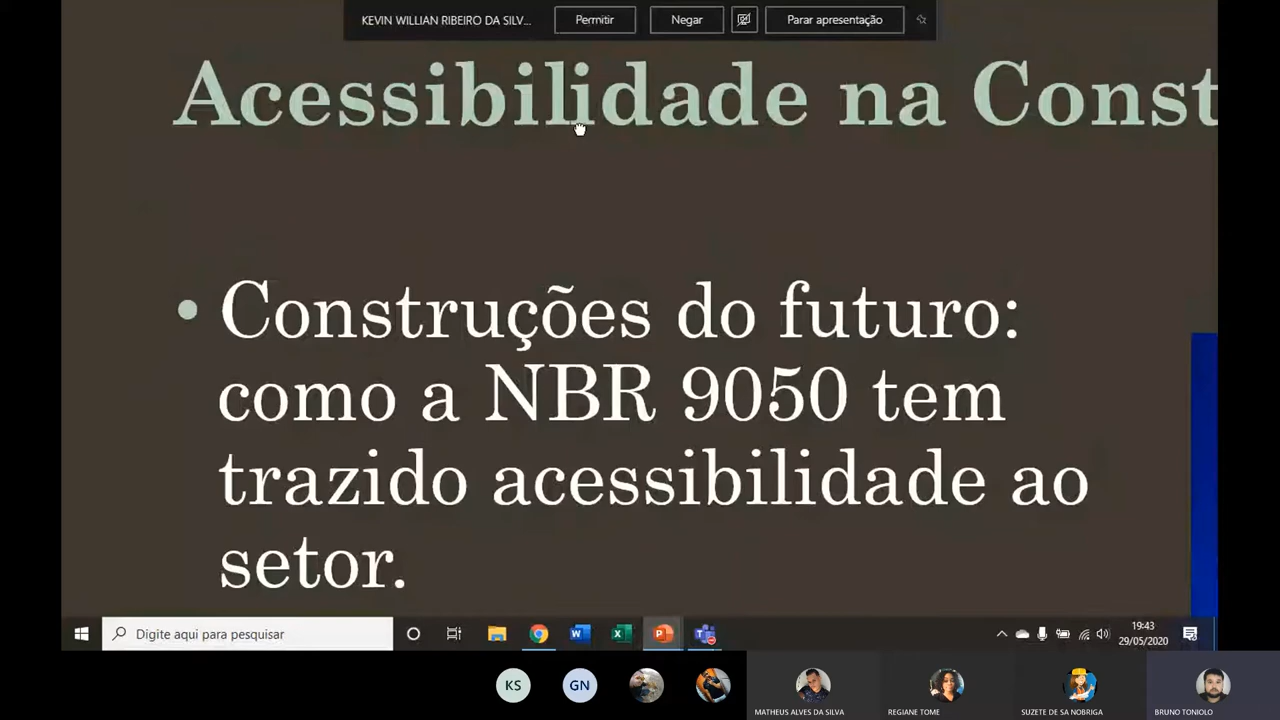 KEVIN WILLIAN RIBEIRO DA SILV... Permitir Negar Parar apresentação
Acessibilidade na Const
• Construções do futuro:
como a NBR 9050 tem
trazido acessibilidade ao
setor.
Digite aqui para pesquisar
19:43
29/05/2020
KS GN
MATHEUS ALVES DA SILVA REGIANE TOME SUZETE DE SA NOBRIGA BRUNO TONIOLO